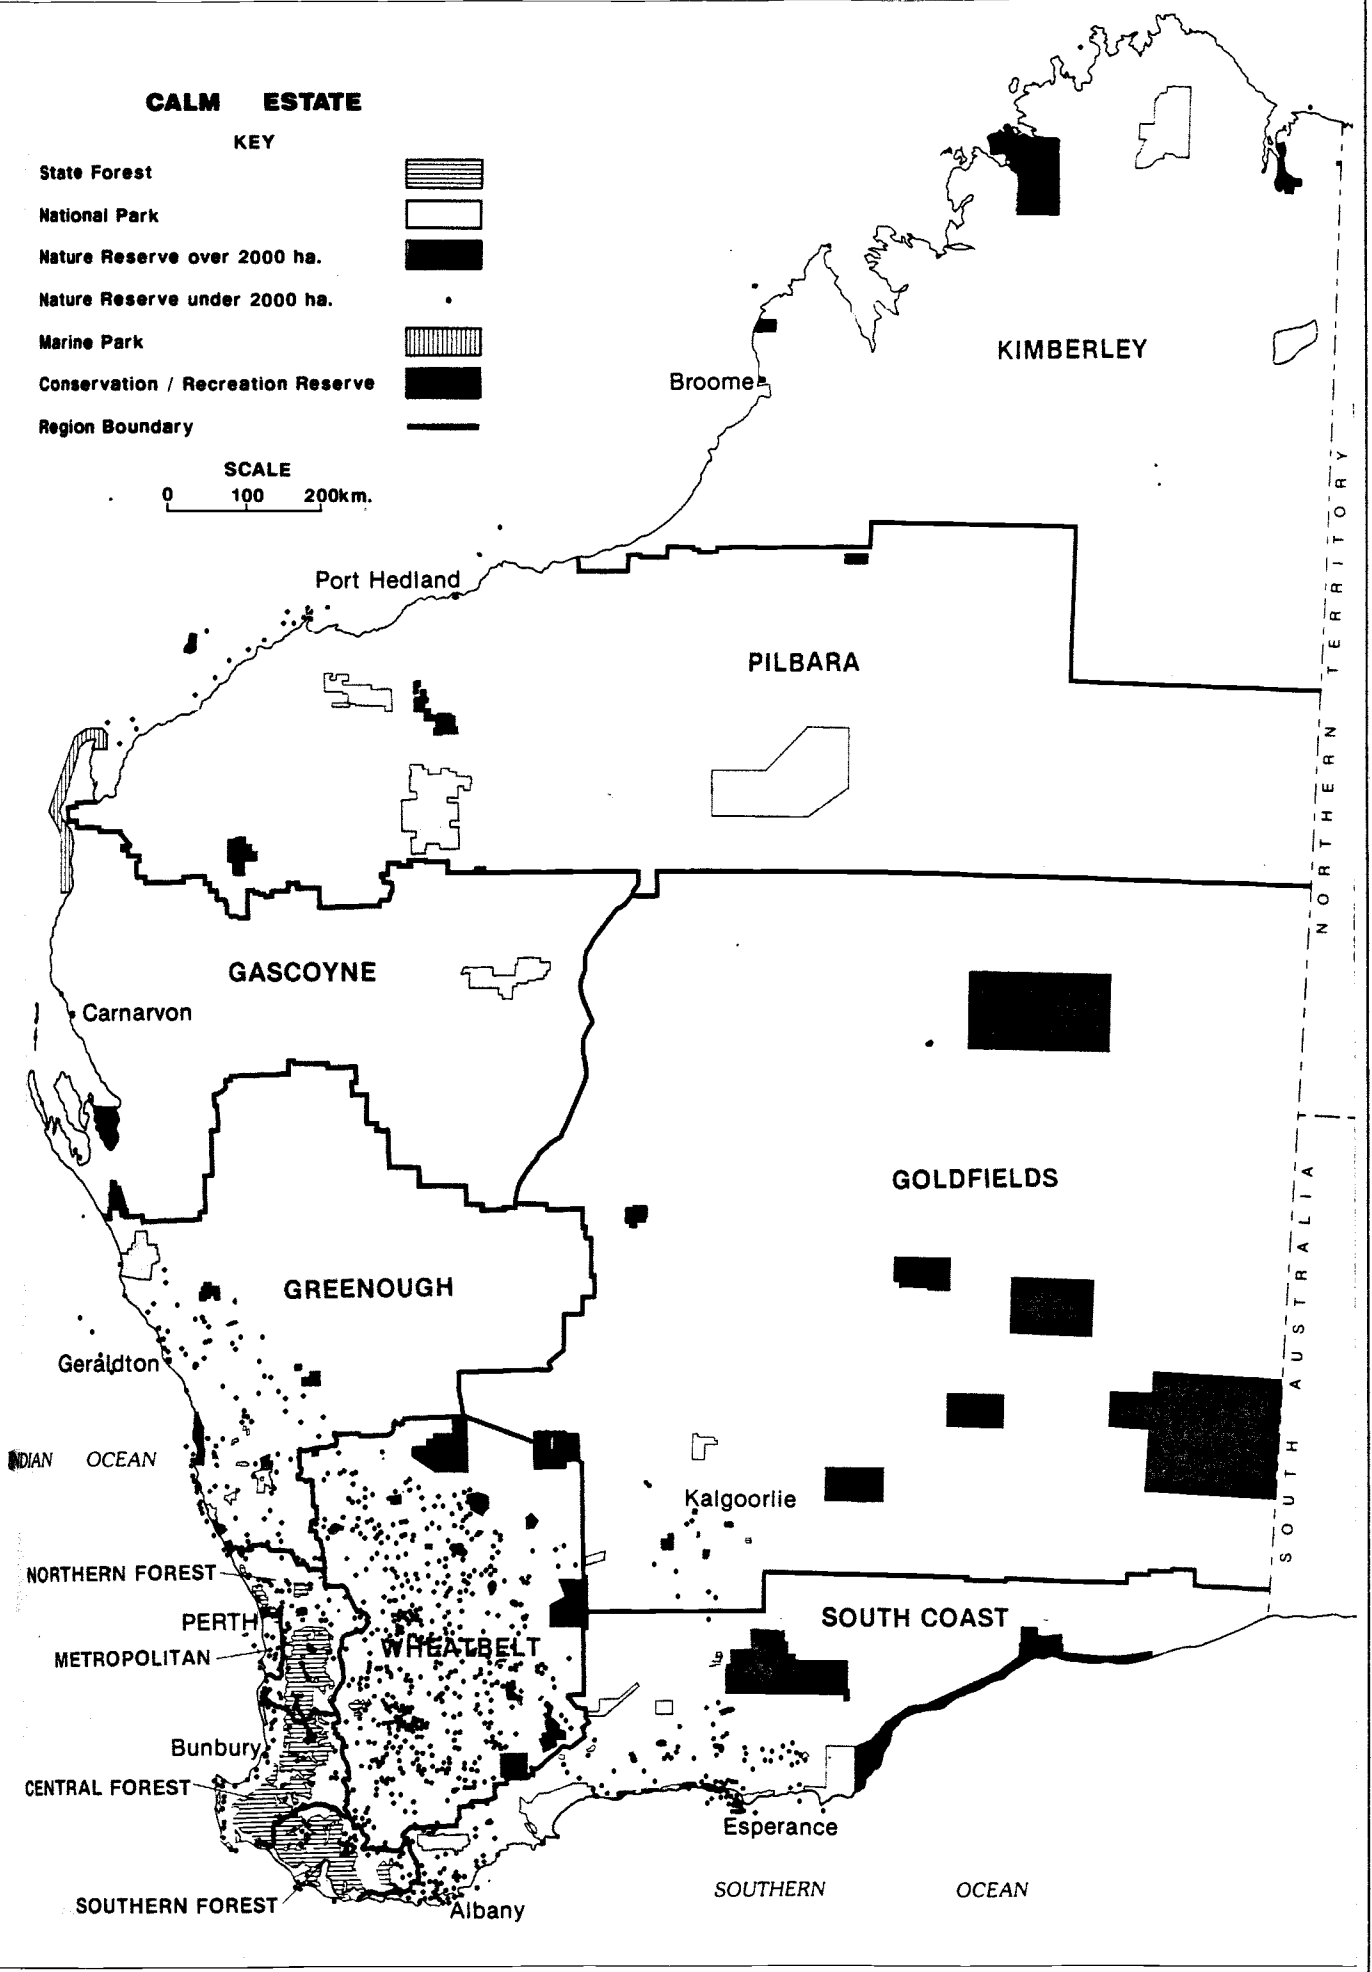 CALM ESTATE
KEY
State Forest
National Park
Nature Reserve over 2000 ha.
Nature Reserve under 2000 ha.
Marine Park
Conservation / Recreation Reserve
Region Boundary
SCALE
0 100 200km.
KIMBERLEY
Broome
Port Hedland
PILBARA
NORTHERN TERRITORY
GASCOYNE
Carnarvon
GOLDFIELDS
GREENOUGH
Geraldton
SOUTH AUSTRALIA
OCEAN
Kalgoorlie
NORTHERN FOREST
PERTH
METROPOLITAN
WHEATBELT
SOUTH COAST
Bunbury
CENTRAL FOREST
Esperance
SOUTHERN FOREST
Albany
SOUTHERN OCEAN